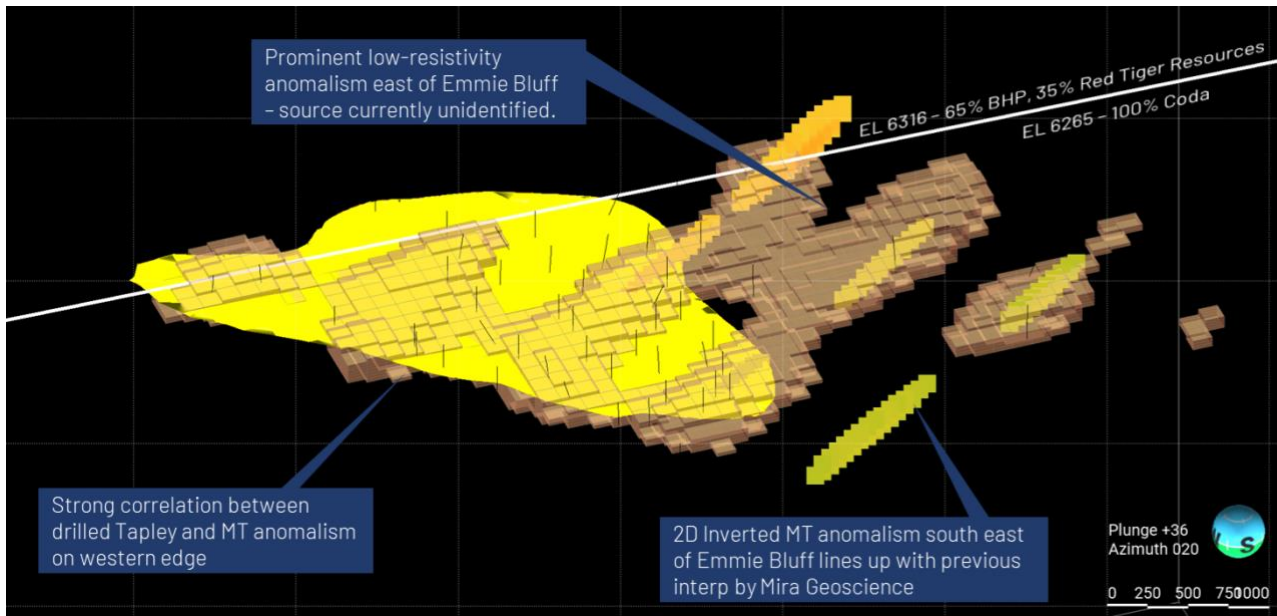 Prominent low-resistivity
anomalism east of Emmie Bluff
– source currently unidentified.
EL 6316 – 65% BHP, 35% Red Tiger Resources
EL 6265 – 100% Coda
Strong correlation between
drilled Tapley and MT anomalism
on western edge
2D Inverted MT anomalism south east
of Emmie Bluff lines up with previous
interp by Mira Geoscience
Plunge +36
Azimuth 020
S
0 250 500 750 1000